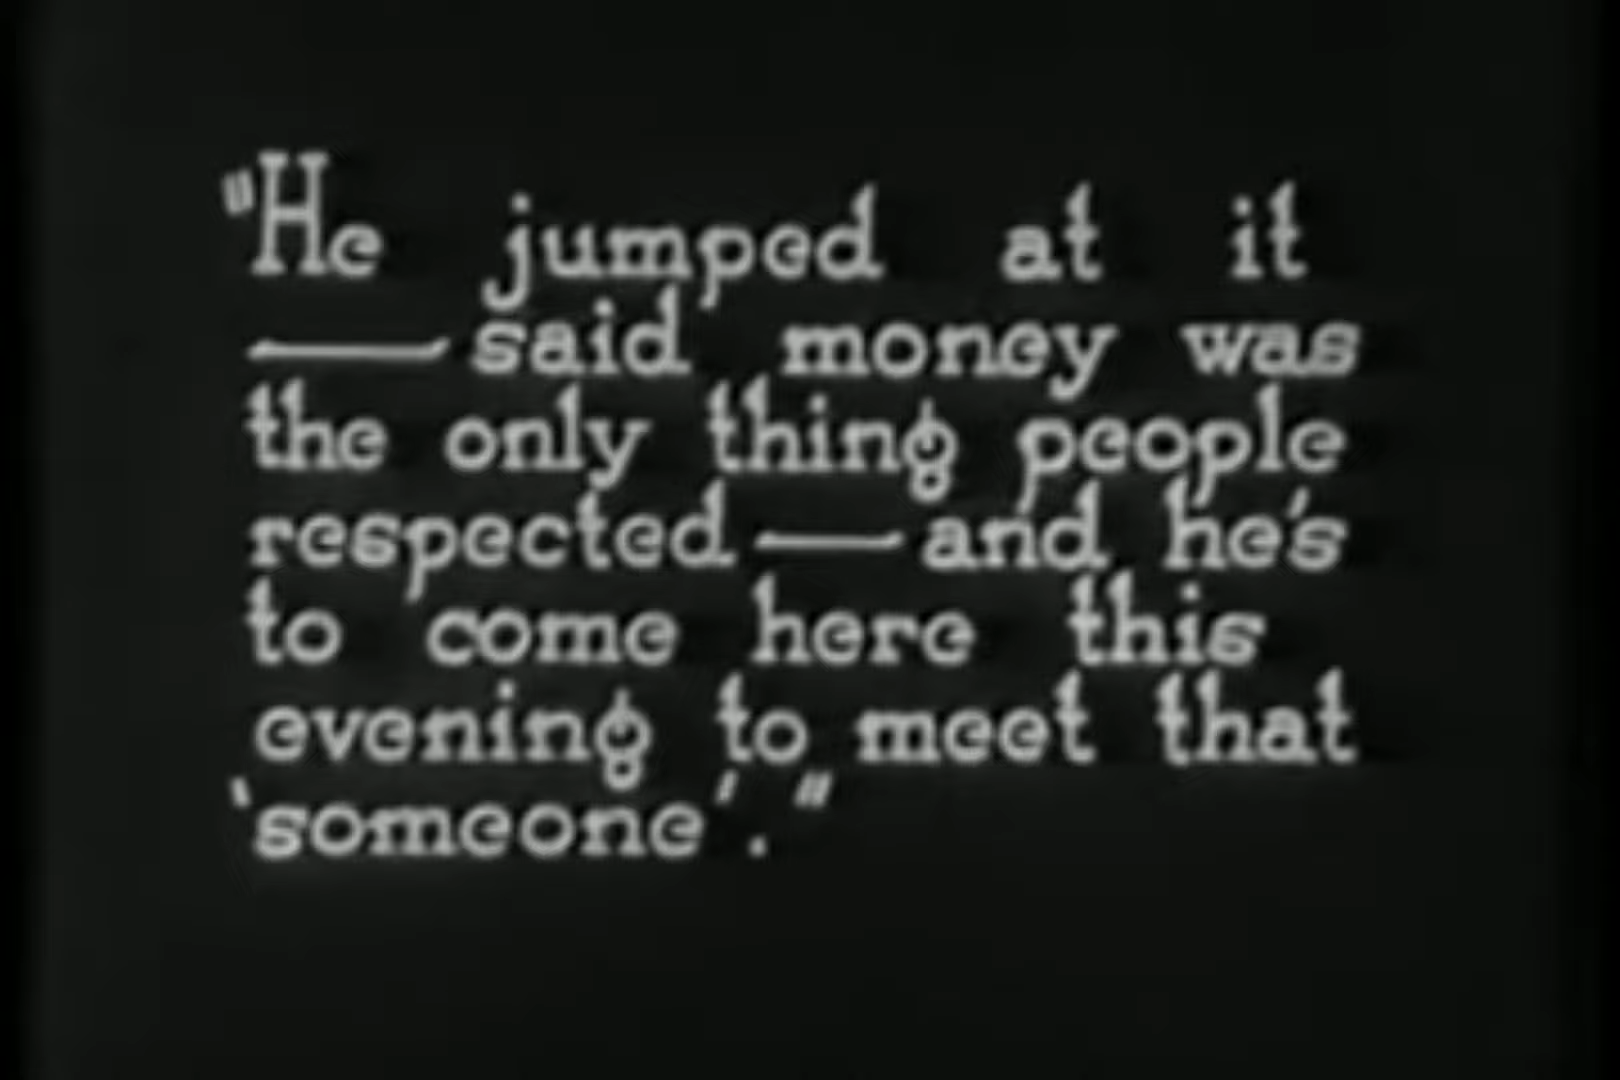 "He jumped at it
—said money was
the only thing people
respected—and he's
to come here this
evening to meet that
'someone'."